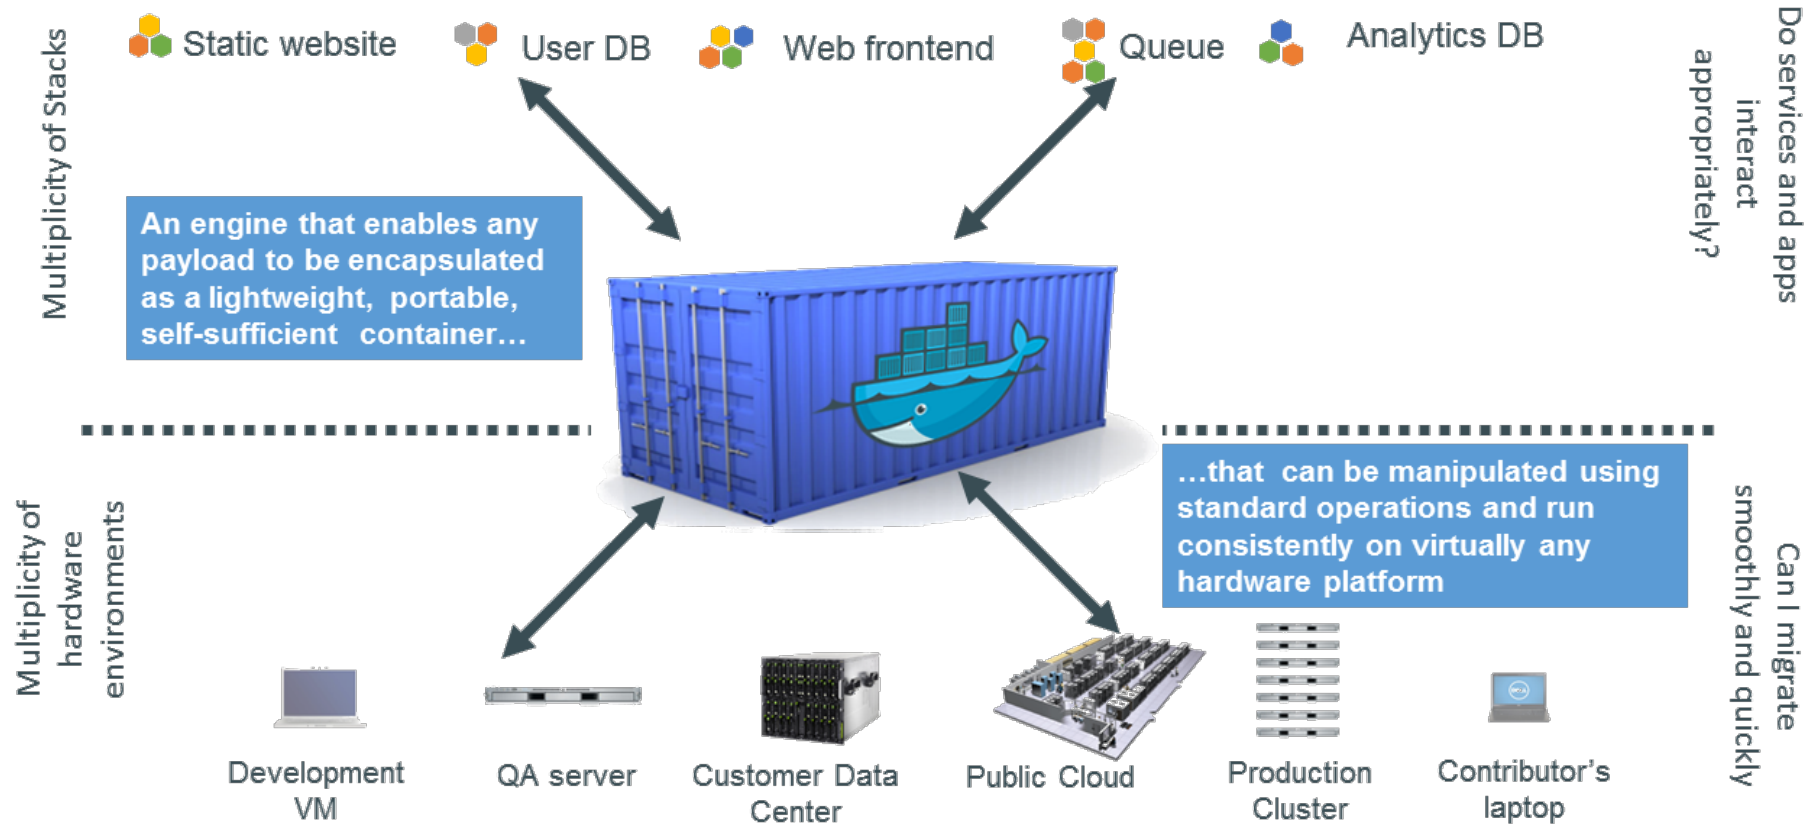 Static website
User DB
Web frontend
Queue
Analytics DB
Multiplicity of Stacks
Do services and apps
interact
appropriately?
An engine that enables any
payload to be encapsulated
as a lightweight, portable,
self-sufficient container...
...that can be manipulated using
standard operations and run
consistently on virtually any
hardware platform
Multiplicity of
hardware
environments
Can I migrate
smoothly and quickly
Development
VM
QA server
Customer Data
Center
Public Cloud
Production
Cluster
Contributor’s
laptop